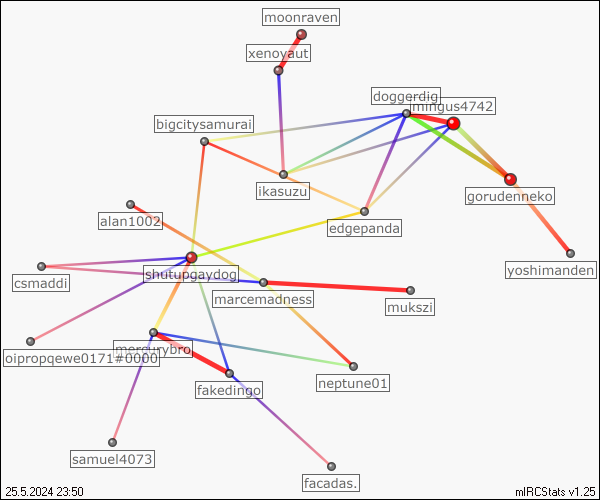 moonraven
xenoyaut
doggerdig
mingus4742
bigcitysamurai
ikasuzu
gorudenneko
alan1002
edgepanda
yoshimanden
csmaddi
shutupgaydog
marcemadness
mukszi
mercurybro
oipropqewe0171#0000
neptune01
fakedingo
samuel4073
facadas.
25.5.2024 23:50
mIRCStats v1.25